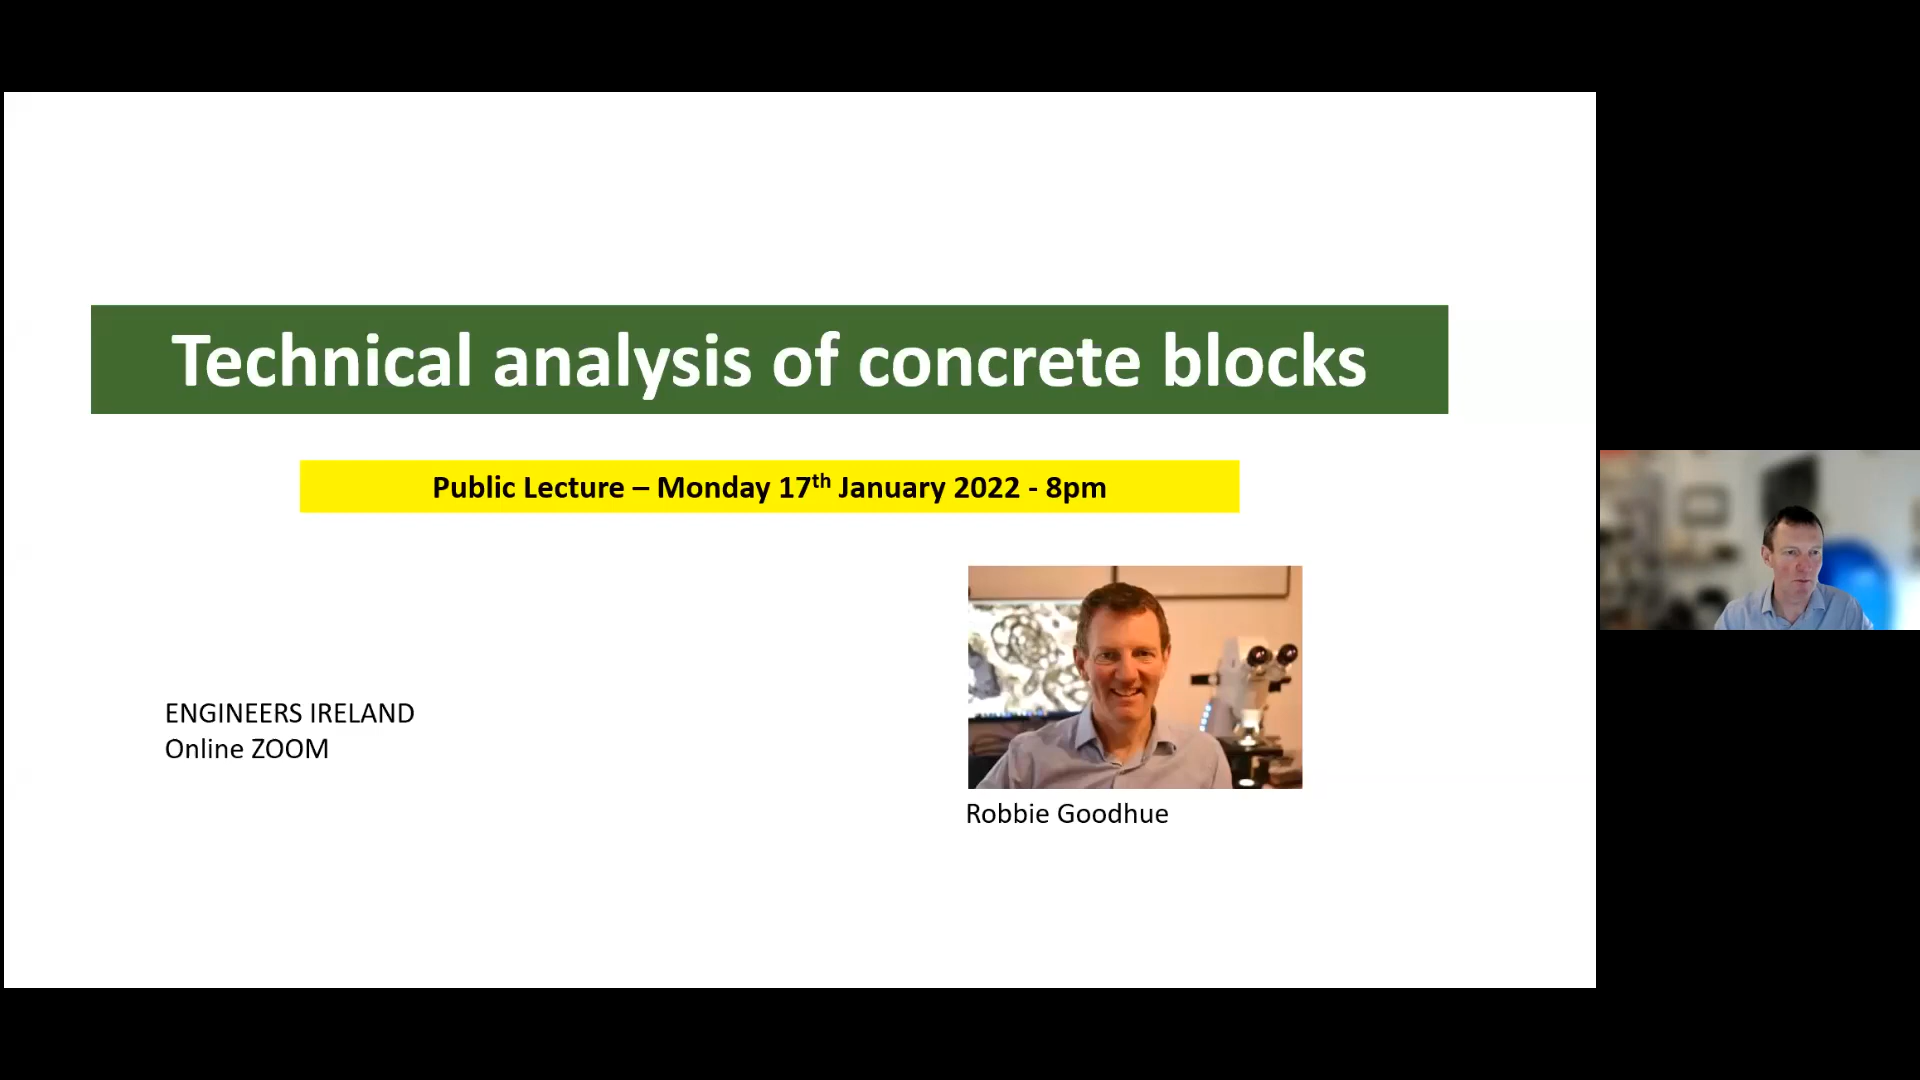 Technical analysis of concrete blocks
Public Lecture – Monday 17th January 2022 - 8pm
ENGINEERS IRELAND
Online ZOOM
Robbie Goodhue